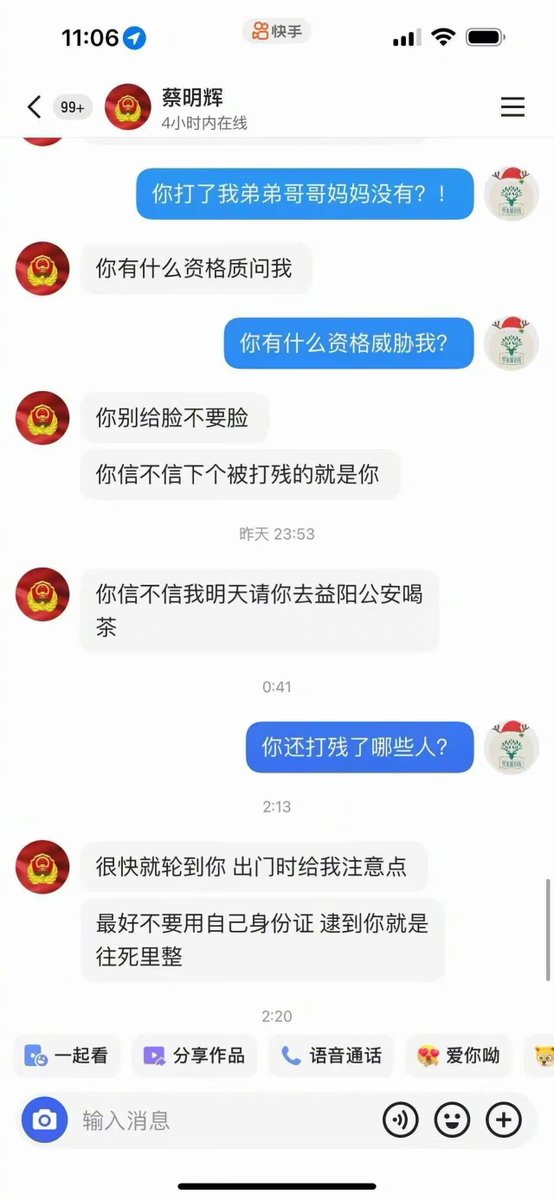 11:06
快手
99+
蔡明辉
4小时内在线
你打了我弟弟哥哥妈妈没有？！
你有什么资格质问我
你有什么资格威胁我？
你别给脸不要脸
你信不信下个被打残的就是你
昨天 23:53
你信不信我明天请你去益阳公安喝
茶
0:41
你还打残了哪些人？
2:13
很快就轮到你 出门时给我注意点
最好不要用自己身份证 逮到你就是
往死里整
2:20
一起看
分享作品
语音通话
爱你呦
输入消息